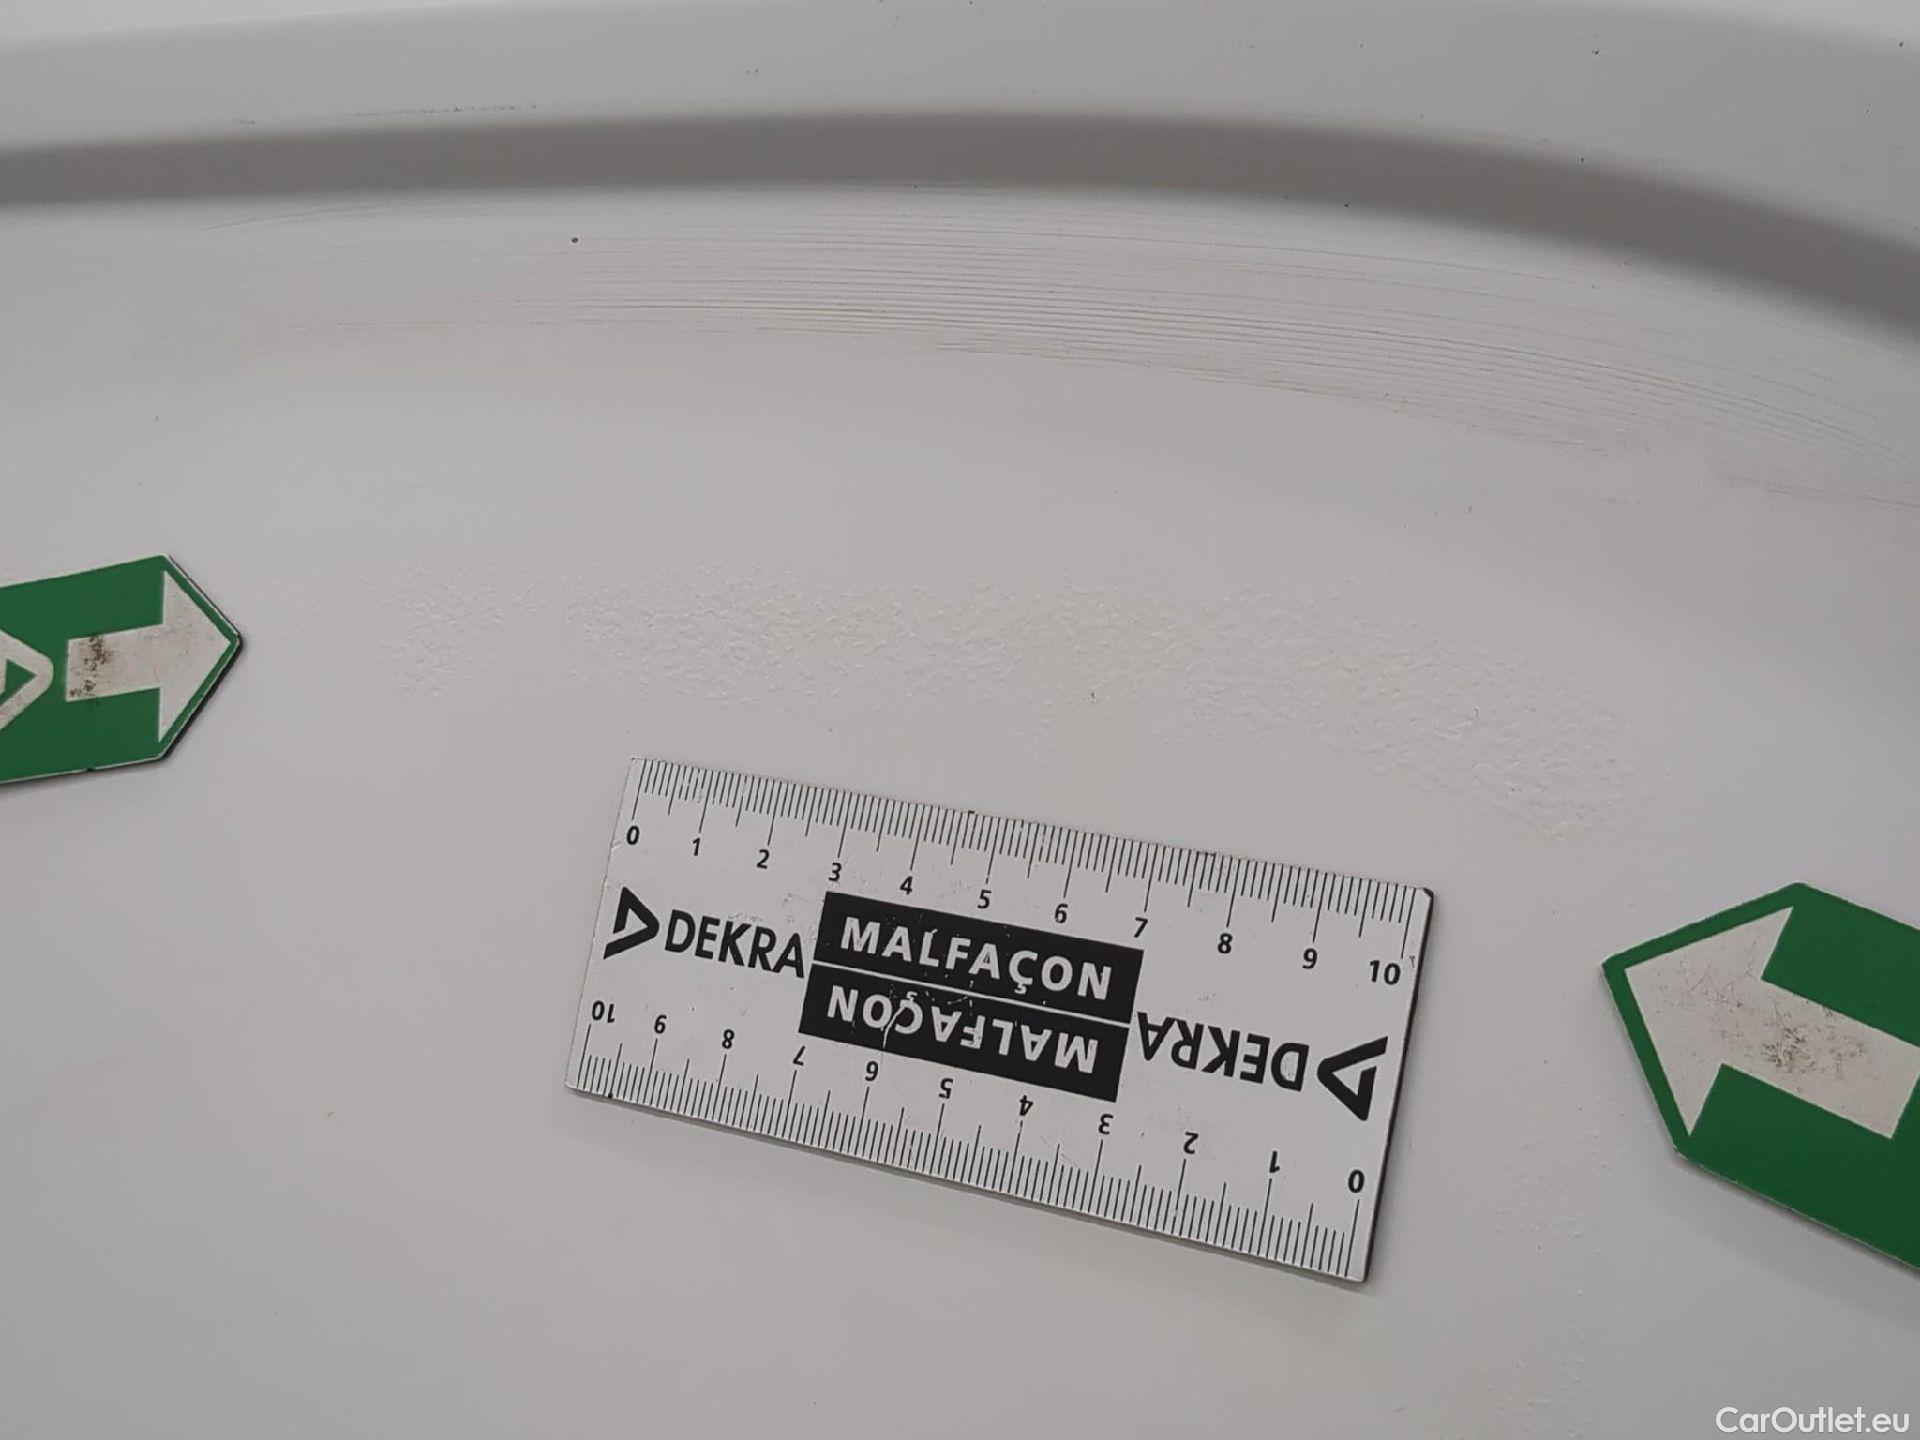 0 1 2 3 4 5 6 7 8 9 10
DEKRA MALFAÇON
MALFAÇON DEKRA
10 9 8 7 6 5 4 3 2 1 0
CarOutlet.eu